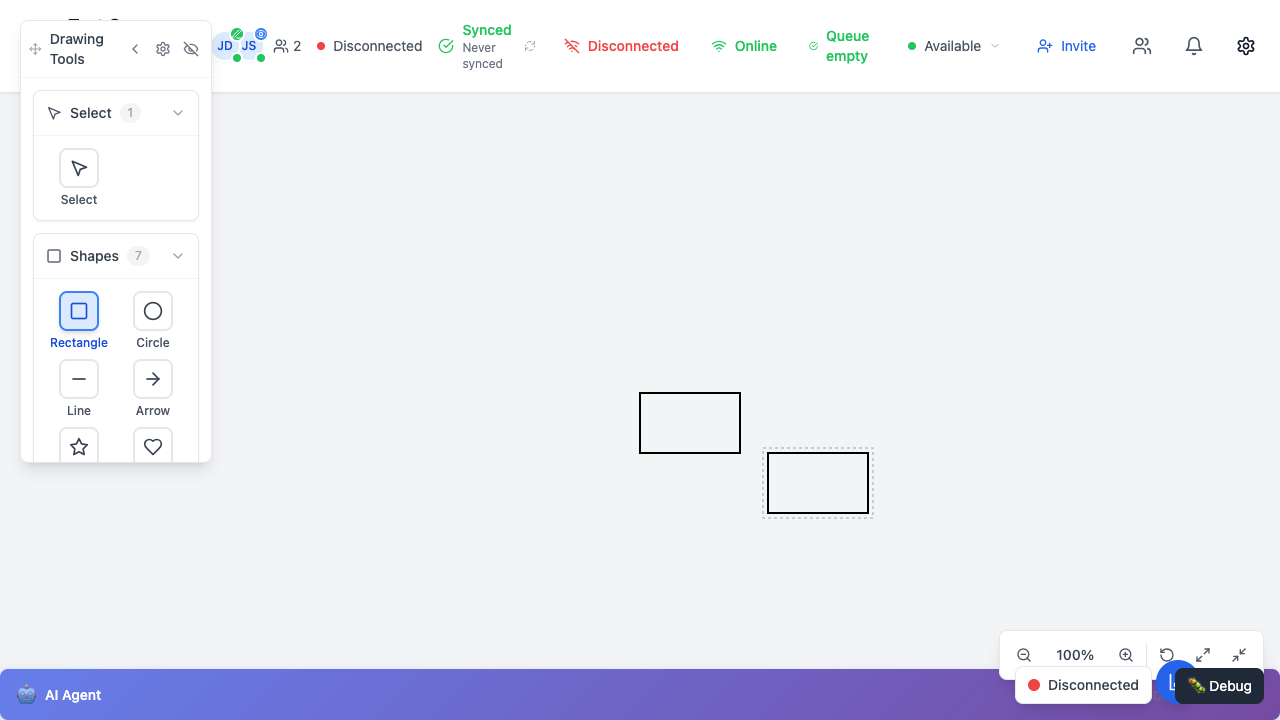 Drawing
Tools
JD
JS
2
Disconnected
Synced
Never
synced
Disconnected
Online
Queue
empty
Available
Invite
Select 1
Select
Shapes 7
Rectangle
Circle
Line
Arrow
100%
AI Agent
Disconnected
Debug